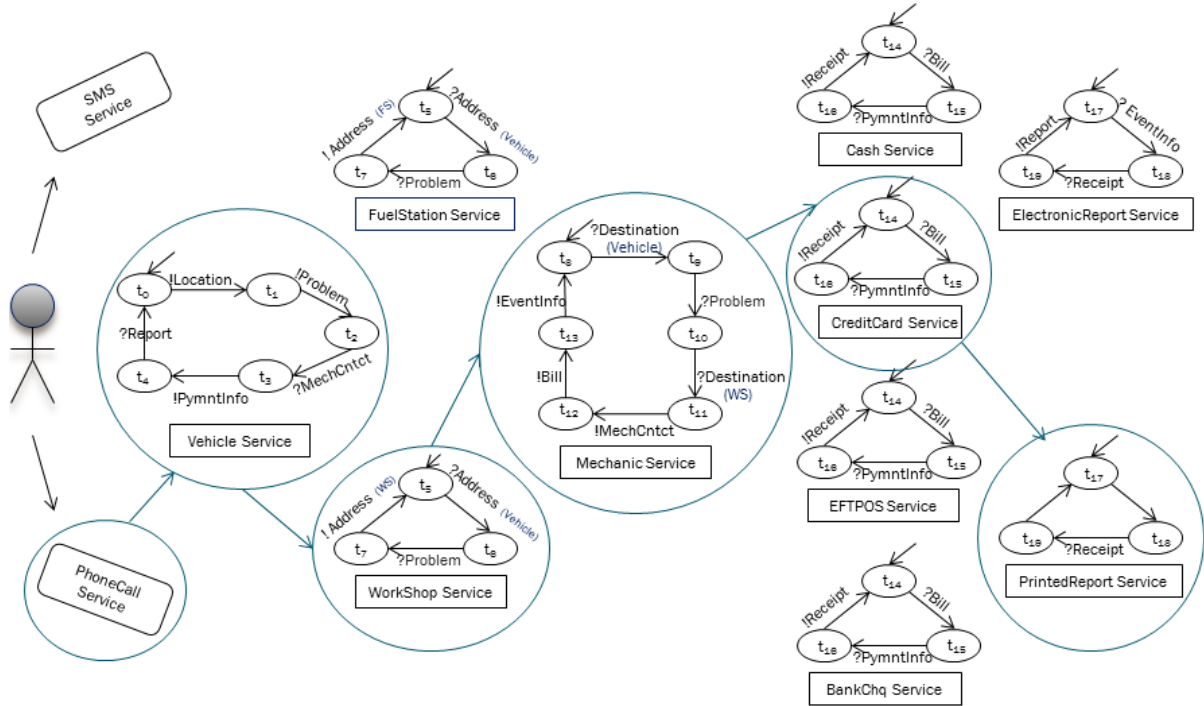 SMS
Service
t₅
! Address (FS)
?Address (Vehicle)
t₇
?Problem
t₆
FuelStation Service
t₁₄
!Receipt
?Bill
t₁₆
?PymntInfo
t₁₅
Cash Service
t₁₇
!Report
? EventInfo
t₁₉
?Receipt
t₁₈
ElectronicReport Service
t₀
!Location
t₁
!Problem
t₂
?Report
t₄
!PymntInfo
t₃
?MechCntct
Vehicle Service
t₈
?Destination
(Vehicle)
t₉
!EventInfo
?Problem
t₁₃
t₁₀
!Bill
?Destination
(WS)
t₁₂
!MechCntct
t₁₁
Mechanic Service
t₁₄
!Receipt
?Bill
t₁₆
?PymntInfo
t₁₅
CreditCard Service
t₁₄
!Receipt
?Bill
t₁₆
?PymntInfo
t₁₅
EFTPOS Service
t₅
! Address (WS)
?Address (Vehicle)
t₇
?Problem
t₆
WorkShop Service
PhoneCall
Service
t₁₇
t₁₉
?Receipt
t₁₈
PrintedReport Service
t₁₄
!Receipt
?Bill
t₁₆
?PymntInfo
t₁₅
BankChq Service